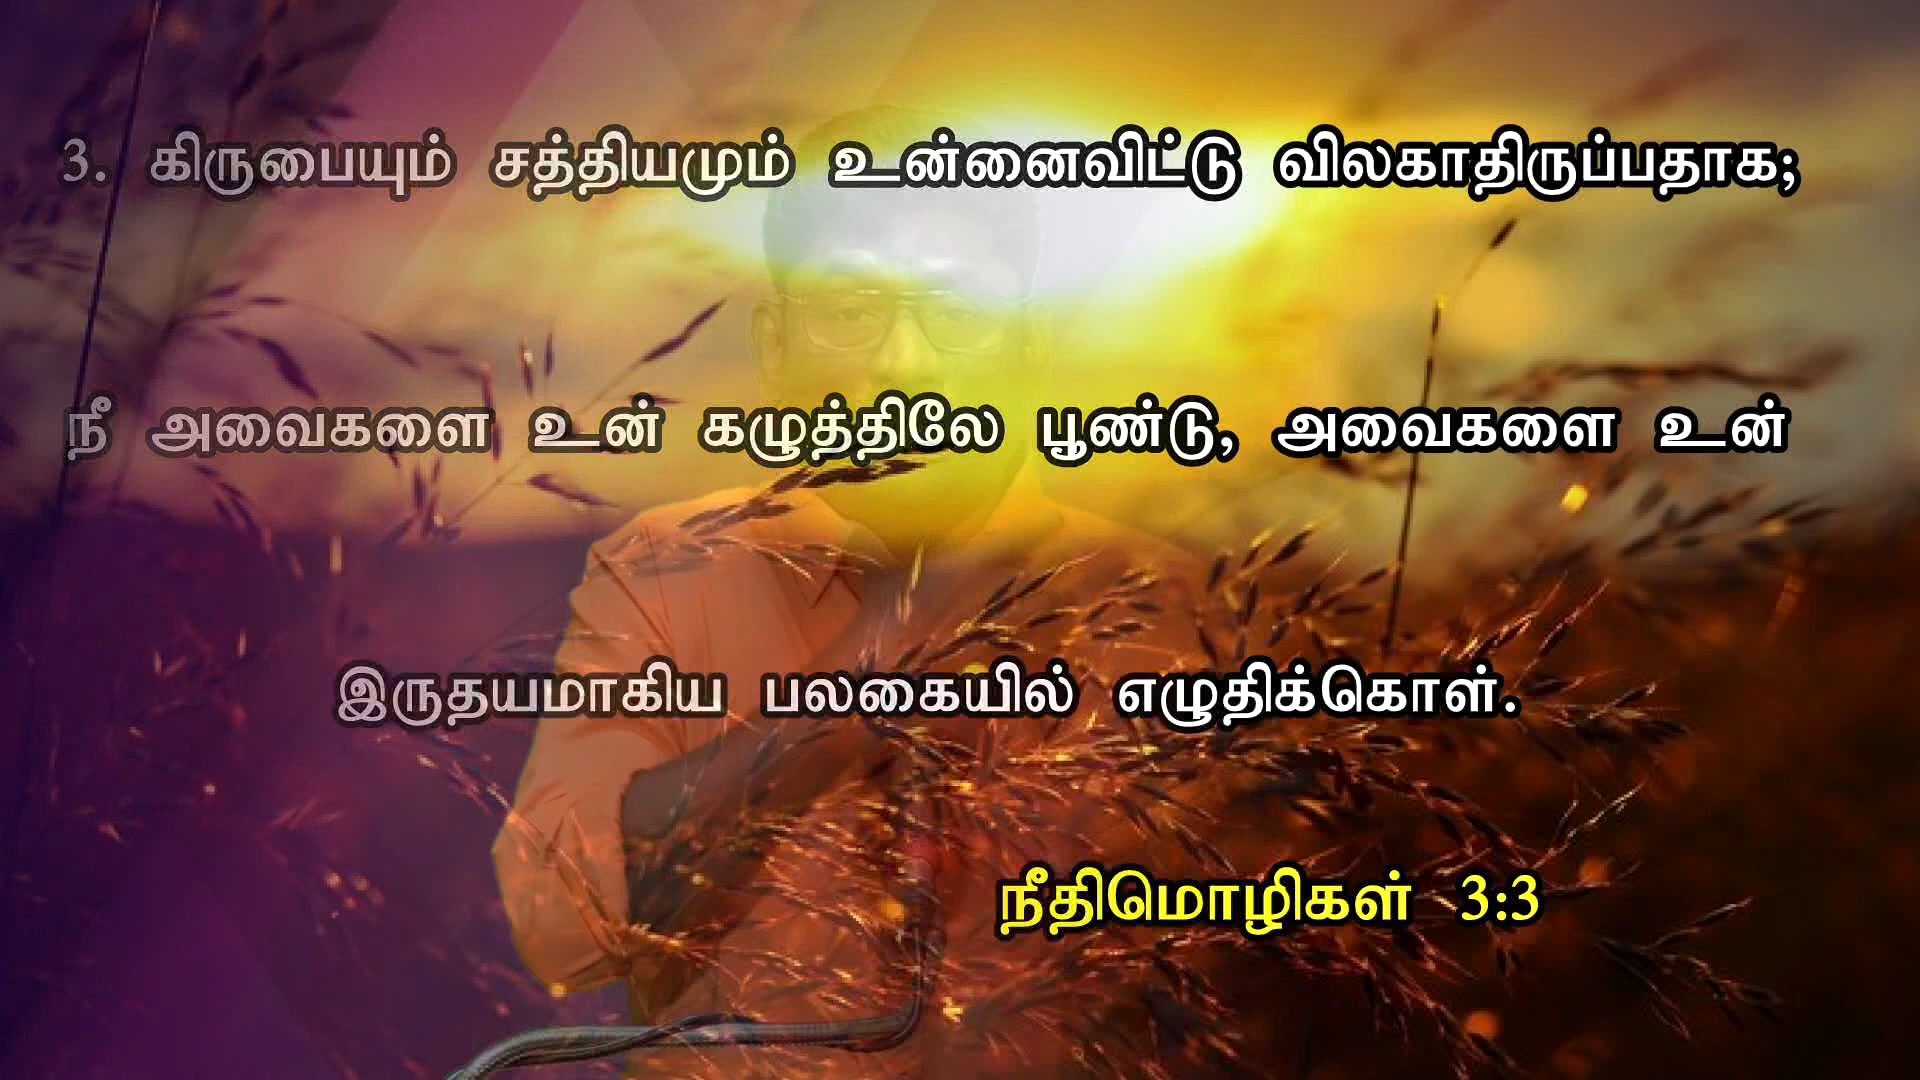 3. கிருபையும் சத்தியமும் உன்னைவிட்டு விலகாதிருப்பதாக;
நீ அவைகளை உன் கழுத்திலே பூண்டு, அவைகளை உன்
இருதயமாகிய பலகையில் எழுதிக்கொள்.
நீதிமொழிகள் 3:3